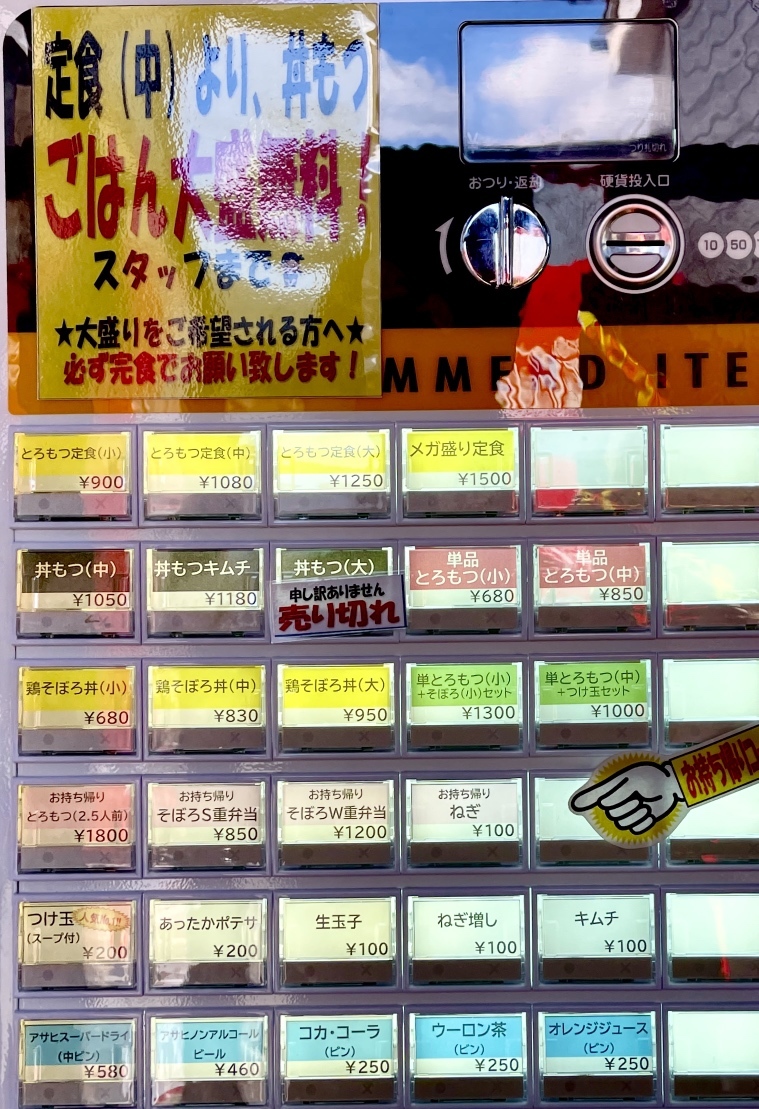 定食（中）より、丼もつ
ごはん大盛無料！
スタッフまで
★大盛りをご希望される方へ★
必ず完食でお願い致します！
つり札切れ
おつり・返却
硬貨投入口
10 50
ITE
とろもつ定食(小)
¥900
とろもつ定食(中)
¥1080
とろもつ定食(大)
¥1250
メガ盛り定食
¥1500
丼もつ(中)
¥1050
丼もつキムチ
¥1180
丼もつ(大)
申し訳ありません
売り切れ
単品
とろもつ(小)
¥680
単品
とろもつ(中)
¥850
鶏そぼろ丼(小)
¥680
鶏そぼろ丼(中)
¥830
鶏そぼろ丼(大)
¥950
単とろもつ(小)
+そぼろ(小)セット
¥1300
単とろもつ(中)
+つけ玉セット
¥1000
お持ち帰り
とろもつ(2.5人前)
¥1800
お持ち帰り
そぼろS重弁当
¥850
お持ち帰り
そぼろW重弁当
¥1200
お持ち帰り
ねぎ
¥100
お持ち帰り口
つけ玉
(スープ付)
¥200
あったかポテサ
¥200
生玉子
¥100
ねぎ増し
¥100
キムチ
¥100
アサヒスーパードライ
(中ビン)
¥580
アサヒノンアルコール
ビール
¥460
コカ・コーラ
(ビン)
¥250
ウーロン茶
(ビン)
¥250
オレンジジュース
(ビン)
¥250